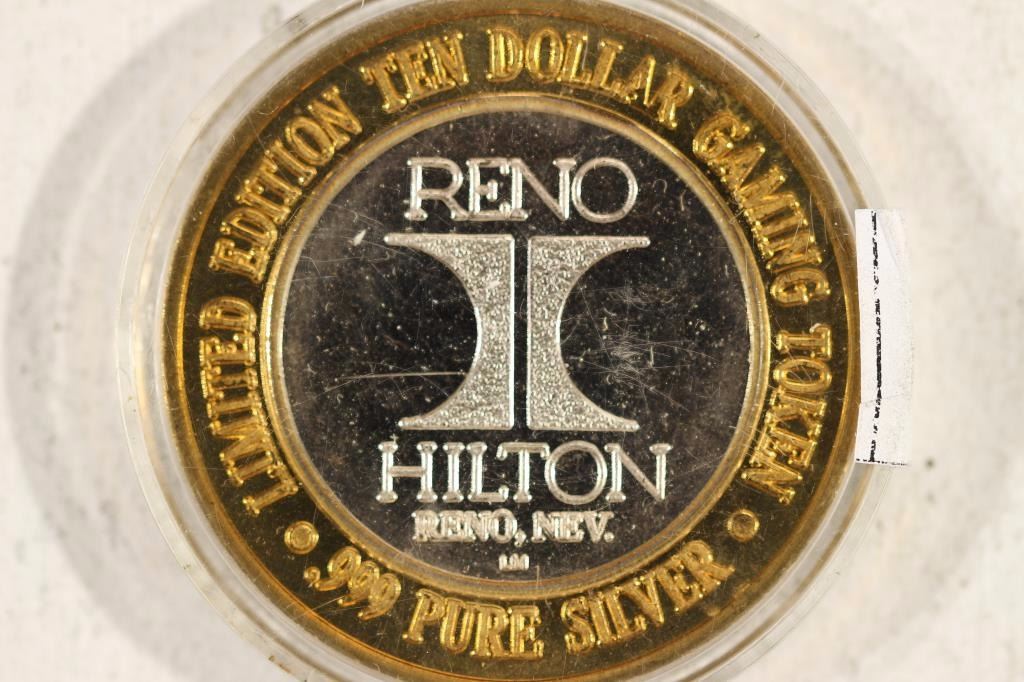 LIMITED EDITION TEN DOLLAR GAMING TOKEN
RENO
HILTON
RENO, NEV.
.999 PURE SILVER